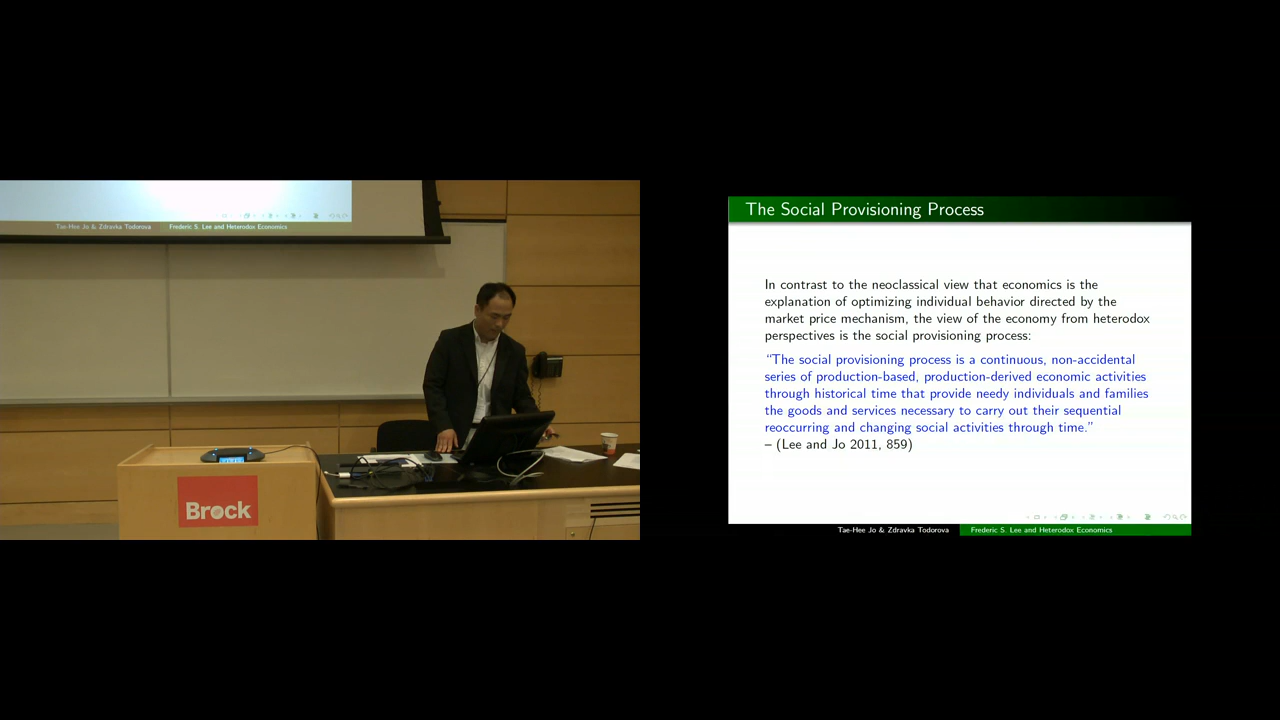 Tae-Hee Jo & Zdravka Todorova Frederic S. Lee and Heterodox Economics
Brock
The Social Provisioning Process
In contrast to the neoclassical view that economics is the
explanation of optimizing individual behavior directed by the
market price mechanism, the view of the economy from heterodox
perspectives is the social provisioning process:
“The social provisioning process is a continuous, non-accidental
series of production-based, production-derived economic activities
through historical time that provide needy individuals and families
the goods and services necessary to carry out their sequential
reoccurring and changing social activities through time.”
– (Lee and Jo 2011, 859)
Tae-Hee Jo & Zdravka Todorova Frederic S. Lee and Heterodox Economics